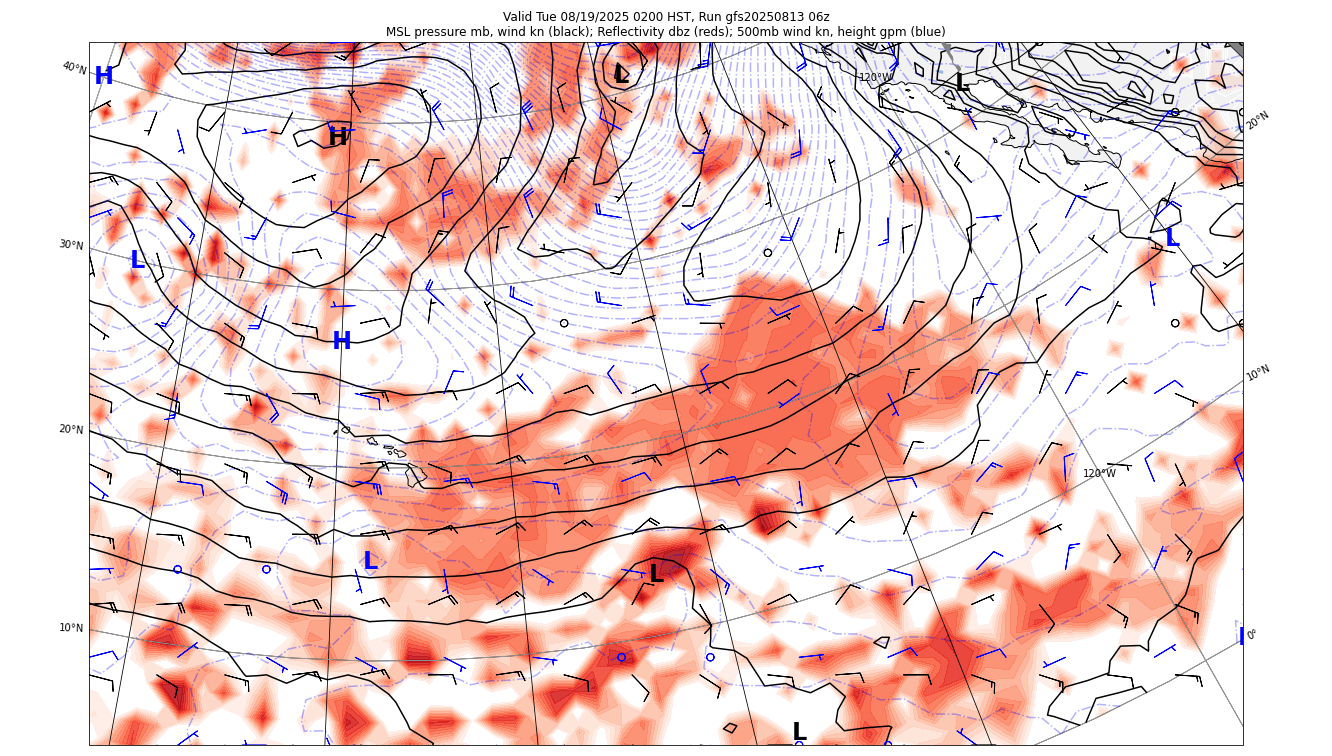 Valid Tue 08/19/2025 0200 HST, Run gfs20250813 06z
MSL pressure mb, wind kn (black); Reflectivity dbz (reds); 500mb wind kn, height gpm (blue)
40°N
H
L
120°W
L
20°N
H
30°N
L
L
H
10°N
20°N
120°W
L
L
10°N
0°
L